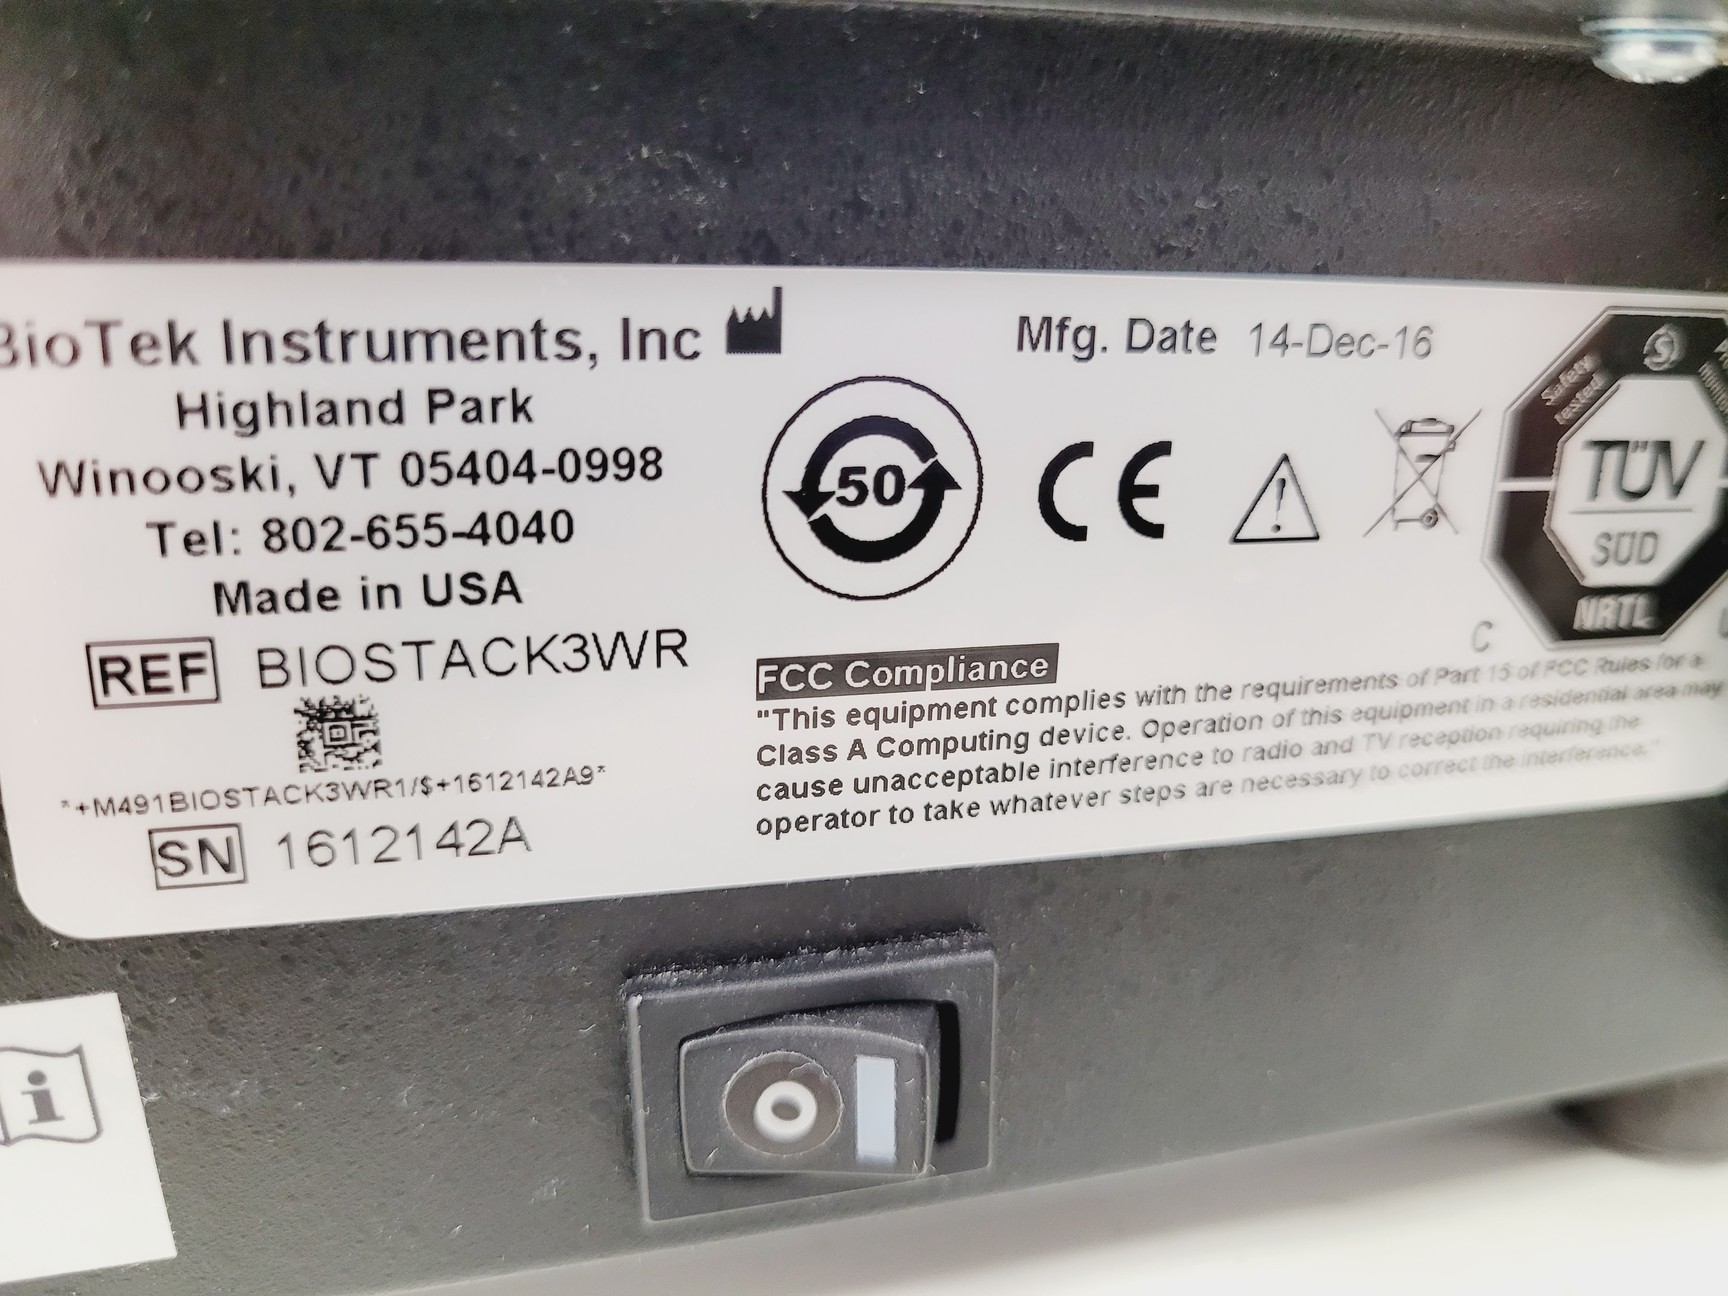 BioTek Instruments, Inc
Highland Park
Winooski, VT 05404-0998
Tel: 802-655-4040
Made in USA
REF BIOSTACK3WR
*+M491BIOSTACK3WR1/$+1612142A9*
SN 1612142A
Mfg. Date 14-Dec-16
50
CE
Safety
tested
S
TÜV
SÜD
NRTL
C
FCC Compliance
"This equipment complies with the requirements of Part 15 of FCC Rules for a
Class A Computing device. Operation of this equipment in a residential area may
cause unacceptable interference to radio and TV reception requiring the
operator to take whatever steps are necessary to correct the interference."
i